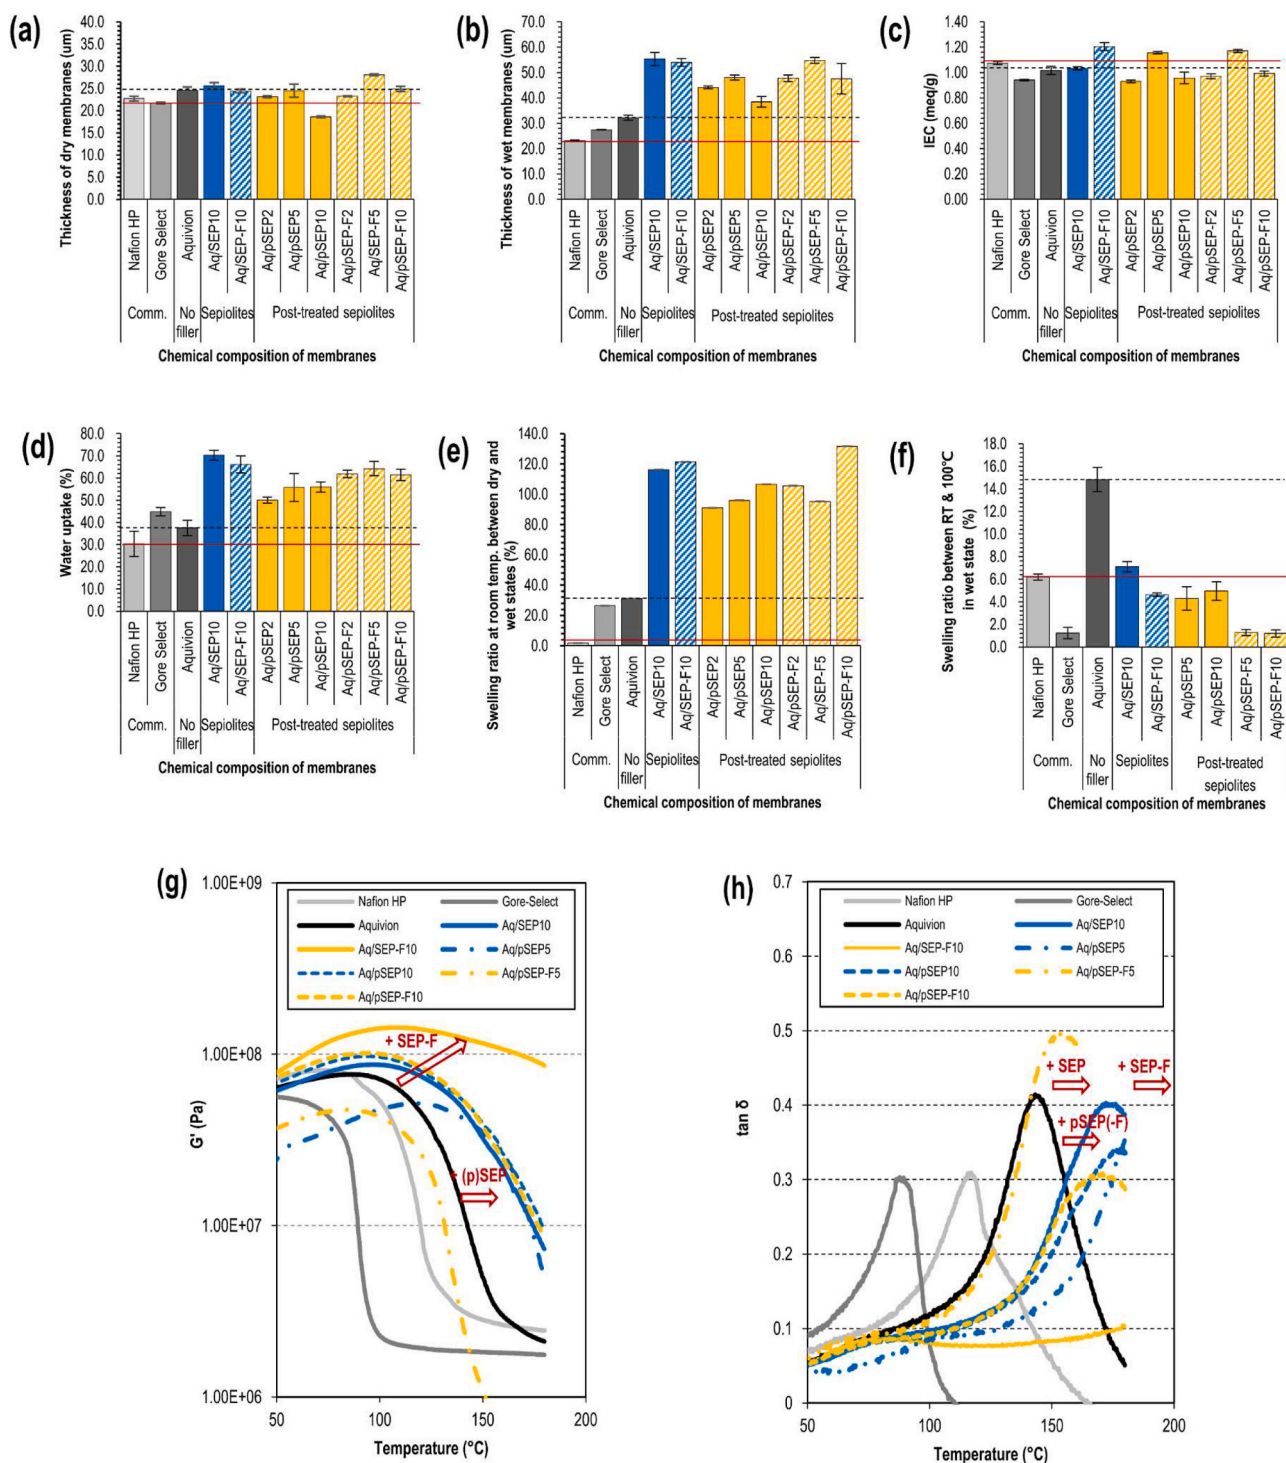 (a)
Thickness of dry membranes (um)
40.0
35.0
30.0
25.0
20.0
15.0
10.0
5.0
0.0
Nafion HP
Gore Select
Aquivion
Aq/SEP10
Aq/SEP-F10
Aq/pSEP2
Aq/pSEP5
Aq/pSEP10
Aq/pSEP-F2
Aq/SEP-F5
Aq/pSEP-F10
Comm.
No filler
Sepiolites
Post-treated sepiolites
Chemical composition of membranes
(b)
Thickness of wet membranes (um)
70.0
60.0
50.0
40.0
30.0
20.0
10.0
0.0
Nafion HP
Gore Select
Aquivion
Aq/SEP10
Aq/SEP-F10
Aq/pSEP2
Aq/pSEP5
Aq/pSEP10
Aq/pSEP-F2
Aq/pSEP-F5
Aq/pSEP-F10
Comm.
No filler
Sepiolites
Post-treated sepiolites
Chemical composition of membranes
(c)
IEC (meq/g)
1.40
1.20
1.00
0.80
0.60
0.40
0.20
0.00
Nafion HP
Gore Select
Aquivion
Aq/SEP10
Aq/SEP-F10
Aq/pSEP2
Aq/pSEP5
Aq/pSEP10
Aq/pSEP-F2
Aq/pSEP-F5
Aq/pSEP-F10
Comm.
No filler
Sepiolites
Post-treated sepiolites
Chemical composition of membranes
(d)
Water uptake (%)
80.0
70.0
60.0
50.0
40.0
30.0
20.0
10.0
0.0
Nafion HP
Gore Select
Aquivion
Aq/SEP10
Aq/SEP-F10
Aq/pSEP2
Aq/pSEP5
Aq/pSEP10
Aq/pSEP-F2
Aq/pSEP-F5
Aq/pSEP-F10
Comm.
No filler
Sepiolites
Post-treated sepiolites
Chemical composition of membranes
(e)
Swelling ratio at room temp. between dry and
wet states (%)
140.0
120.0
100.0
80.0
60.0
40.0
20.0
0.0
Nafion HP
Gore Select
Aquivion
Aq/SEP10
Aq/SEP-F10
Aq/pSEP2
Aq/pSEP5
Aq/pSEP10
Aq/pSEP-F2
Aq/pSEP-F5
Aq/pSEP-F10
Comm.
No filler
Sepiolites
Post-treated sepiolites
Chemical composition of membranes
(f)
Swelling ratio between RT & 100°C
in wet state (%)
18.0
16.0
14.0
12.0
10.0
8.0
6.0
4.0
2.0
0.0
Nafion HP
Gore Select
Aquivion
Aq/SEP10
Aq/SEP-F10
Aq/pSEP5
Aq/pSEP10
Aq/pSEP-F5
Aq/pSEP-F10
Comm.
No filler
Sepiolites
Post-treated
sepiolites
Chemical composition of membranes
(g)
G' (Pa)
1.00E+09
1.00E+08
1.00E+07
1.00E+06
Nafion HP
Gore-Select
Aquivion
Aq/SEP10
Aq/SEP-F10
Aq/pSEP5
Aq/pSEP10
Aq/pSEP-F5
Aq/pSEP-F10
+ SEP-F
+ (p)SEP
50 100 150 200
Temperature (°C)
(h)
tan δ
0.7
0.6
0.5
0.4
0.3
0.2
0.1
0
Nafion HP
Gore-Select
Aquivion
Aq/SEP10
Aq/SEP-F10
Aq/pSEP5
Aq/pSEP10
Aq/pSEP-F5
Aq/pSEP-F10
+ SEP
+ SEP-F
+ pSEP(-F)
50 100 150 200
Temperature (°C)